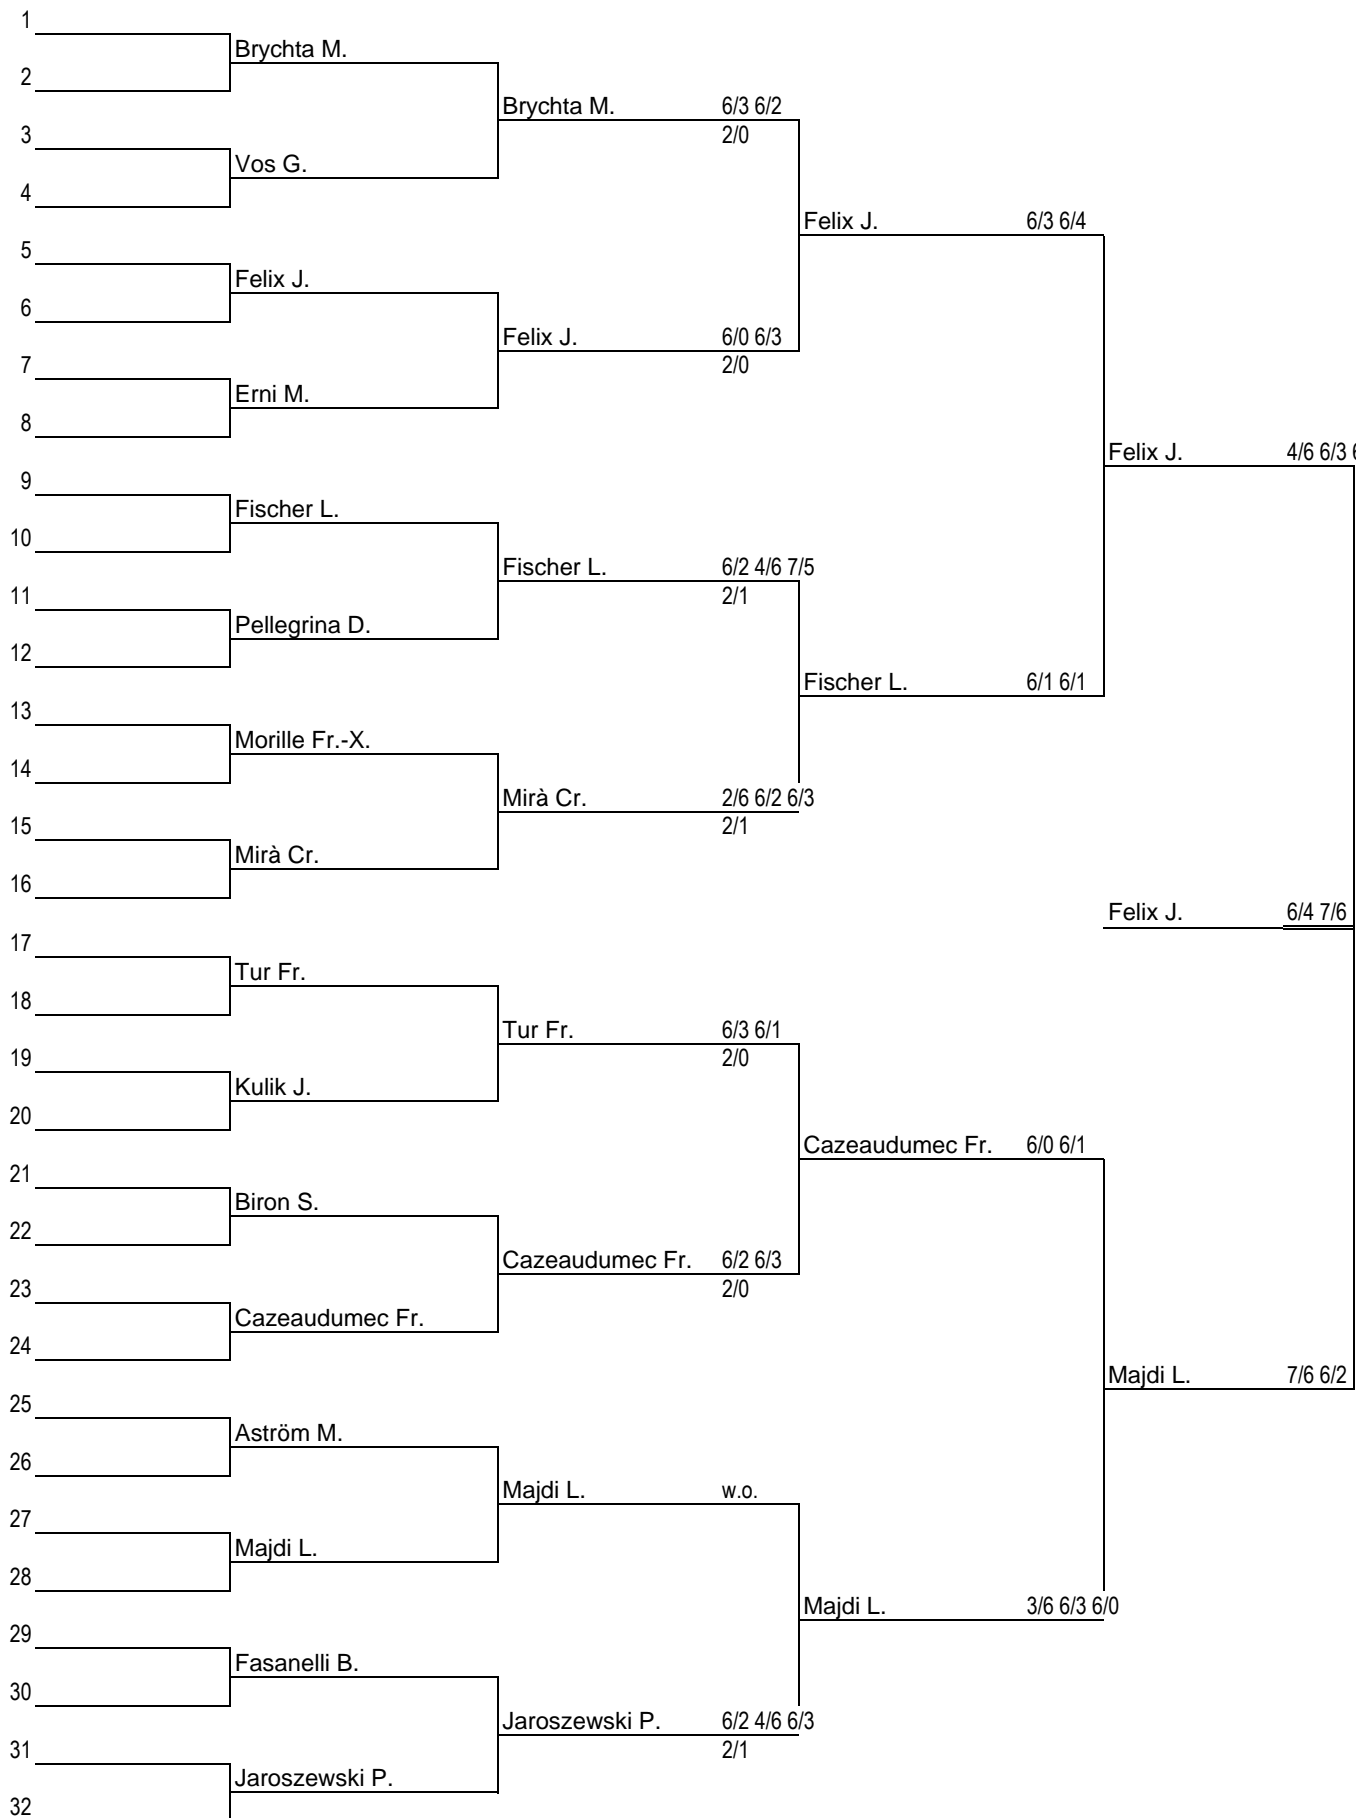 1
Brychta M.
2
Brychta M. 6/3 6/2
3
2/0
Vos G.
4
Felix J. 6/3 6/4
5
Felix J.
6
Felix J. 6/0 6/3
7
2/0
Erni M.
8
Felix J. 4/6 6/3
9
Fischer L.
10
Fischer L. 6/2 4/6 7/5
11
2/1
Pellegrina D.
12
Fischer L. 6/1 6/1
13
Morille Fr.-X.
14
Mirà Cr. 2/6 6/2 6/3
15
2/1
Mirà Cr.
16
Felix J. 6/4 7/6
17
Tur Fr.
18
Tur Fr. 6/3 6/1
19
2/0
Kulik J.
20
Cazeaudumec Fr. 6/0 6/1
21
Biron S.
22
Cazeaudumec Fr. 6/2 6/3
23
2/0
Cazeaudumec Fr.
24
Majdi L. 7/6 6/2
25
Aström M.
26
Majdi L. w.o.
27
Majdi L.
28
Majdi L. 3/6 6/3 6/0
29
Fasanelli B.
30
Jaroszewski P. 6/2 4/6 6/3
31
2/1
Jaroszewski P.
32